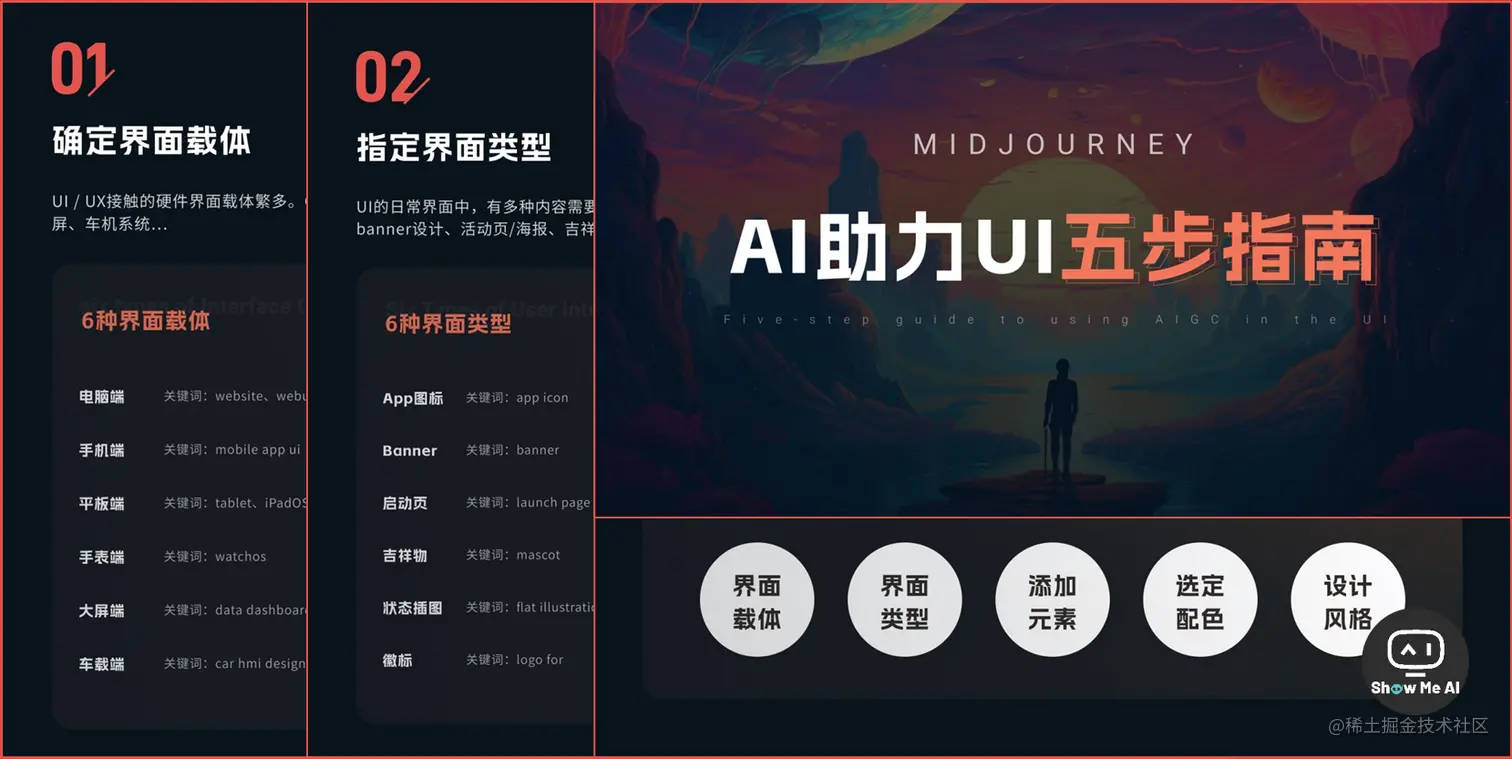 01
确定界面载体
UI / UX接触的硬件界面载体繁多。
屏、车机系统...
6种界面载体
电脑端 关键词：website、webu
手机端 关键词：mobile app ui
平板端 关键词：tablet、iPadOS
手表端 关键词：watchos
大屏端 关键词：data dashboar
车载端 关键词：car hmi design
02
指定界面类型
UI的日常界面中，有多种内容需要
banner设计、活动页/海报、吉祥
Six Types of User Int
6种界面类型
App图标 关键词：app icon
Banner 关键词：banner
启动页 关键词：launch page
吉祥物 关键词：mascot
状态插图 关键词：flat illustratio
徽标 关键词：logo for
MIDJOURNEY
AI助力UI五步指南
Five-step guide to using AIGC in the UI
界面
载体
界面
类型
添加
元素
选定
配色
设计
风格
AI
Show Me AI
@稀土掘金技术社区